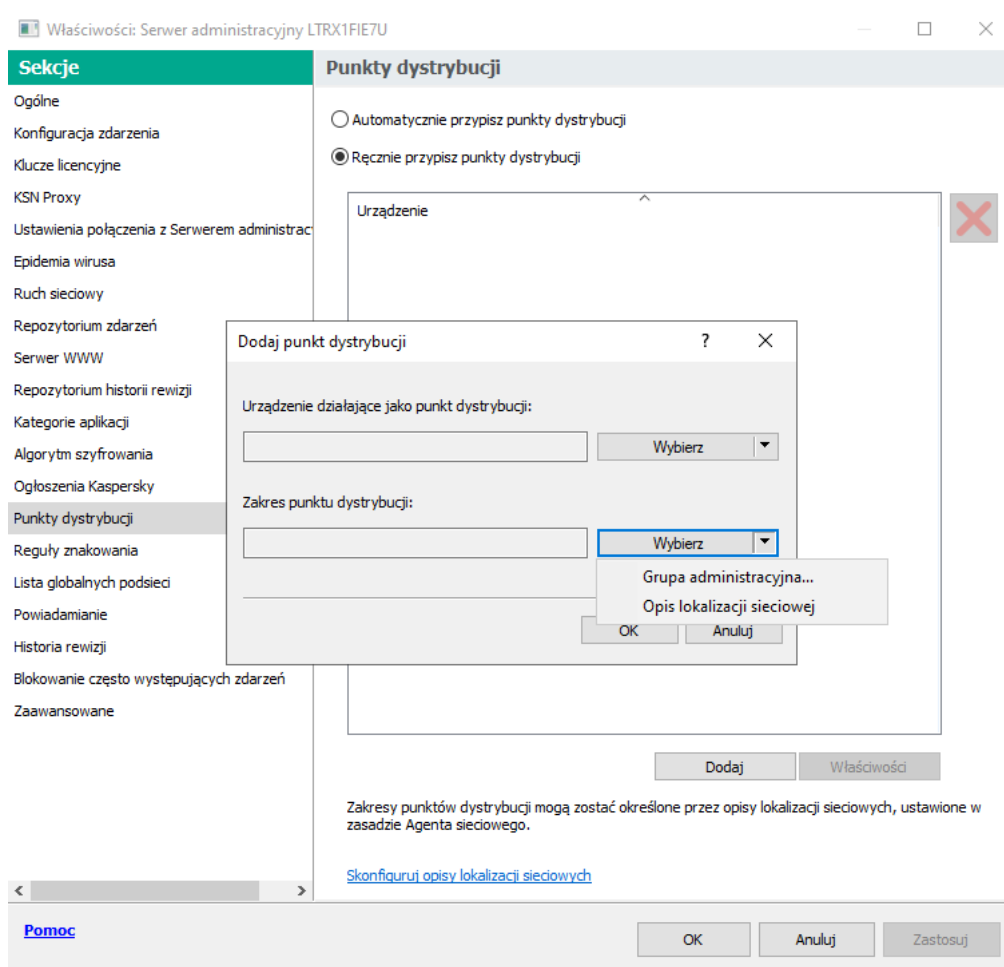 Właściwości: Serwer administracyjny LTRX1FIE7U
Sekcje
Ogólne
Konfiguracja zdarzenia
Klucze licencyjne
KSN Proxy
Ustawienia połączenia z Serwerem administrac
Epidemia wirusa
Ruch sieciowy
Repozytorium zdarzeń
Serwer WWW
Repozytorium historii rewizji
Kategorie aplikacji
Algorytm szyfrowania
Ogłoszenia Kaspersky
Punkty dystrybucji
Reguły znakowania
Lista globalnych podsieci
Powiadamianie
Historia rewizji
Blokowanie często występujących zdarzeń
Zaawansowane
Punkty dystrybucji
Automatycznie przypisz punkty dystrybucji
Ręcznie przypisz punkty dystrybucji
Urządzenie
Dodaj punkt dystrybucji ?
Urządzenie działające jako punkt dystrybucji:
Wybierz
Zakres punktu dystrybucji:
Wybierz
Grupa administracyjna...
Opis lokalizacji sieciowej
OK Anuluj
Dodaj Właściwości
Zakresy punktów dystrybucji mogą zostać określone przez opisy lokalizacji sieciowych, ustawione w
zasadzie Agenta sieciowego.
Skonfiguruj opisy lokalizacji sieciowych
Pomoc
OK Anuluj Zastosuj